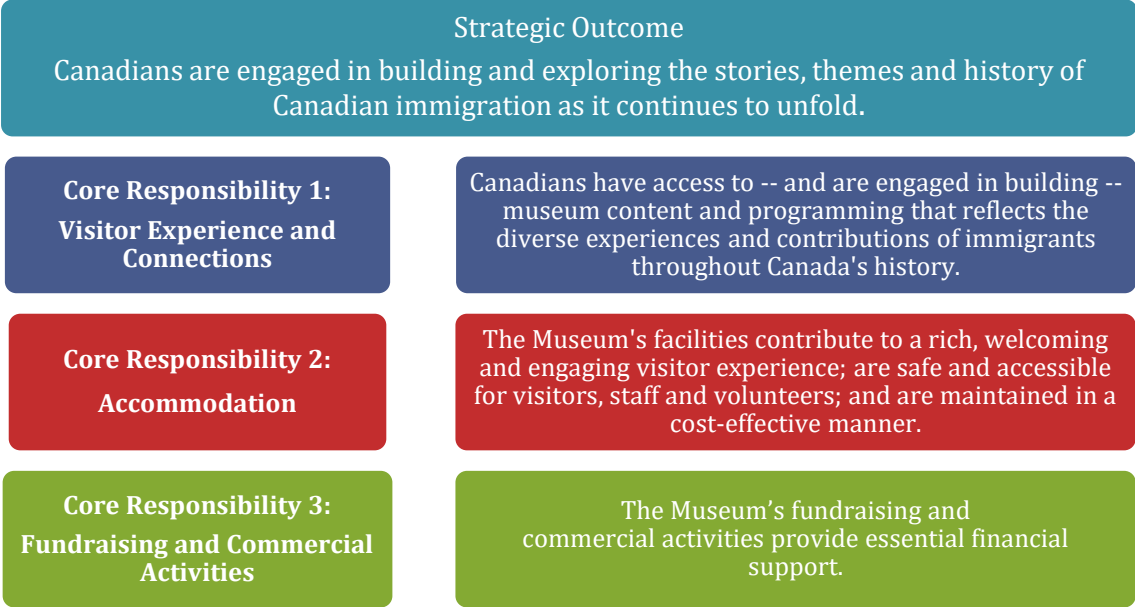 Strategic Outcome
Canadians are engaged in building and exploring the stories, themes and history of
Canadian immigration as it continues to unfold.
Core Responsibility 1:
Visitor Experience and
Connections
Canadians have access to -- and are engaged in building --
museum content and programming that reflects the
diverse experiences and contributions of immigrants
throughout Canada's history.
Core Responsibility 2:
Accommodation
The Museum's facilities contribute to a rich, welcoming
and engaging visitor experience; are safe and accessible
for visitors, staff and volunteers; and are maintained in a
cost-effective manner.
Core Responsibility 3:
Fundraising and Commercial
Activities
The Museum’s fundraising and
commercial activities provide essential financial
support.